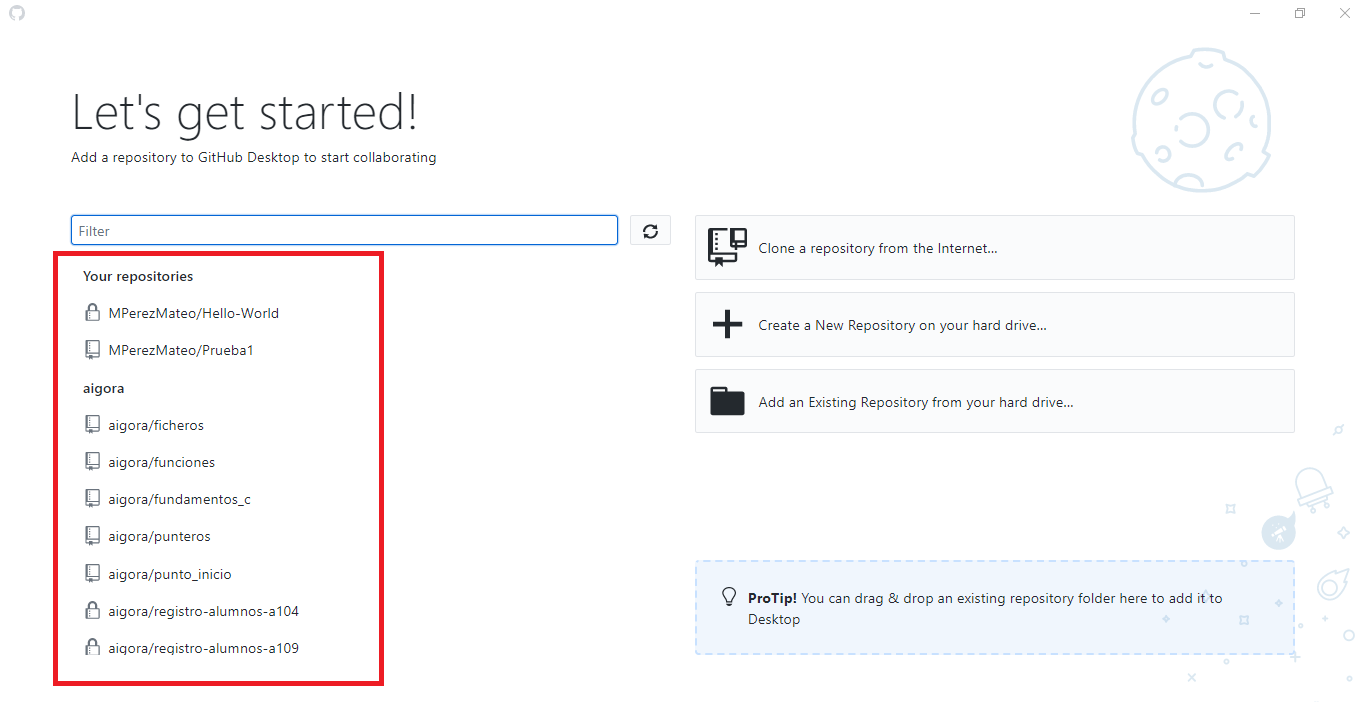 Let's get started!
Add a repository to GitHub Desktop to start collaborating
Filter
Your repositories
MPerezMateo/Hello-World
MPerezMateo/Prueba1
aigora
aigora/ficheros
aigora/funciones
aigora/fundamentos_c
aigora/punteros
aigora/punto_inicio
aigora/registro-alumnos-a104
aigora/registro-alumnos-a109
Clone a repository from the Internet...
Create a New Repository on your hard drive...
Add an Existing Repository from your hard drive...
ProTip! You can drag & drop an existing repository folder here to add it to
Desktop